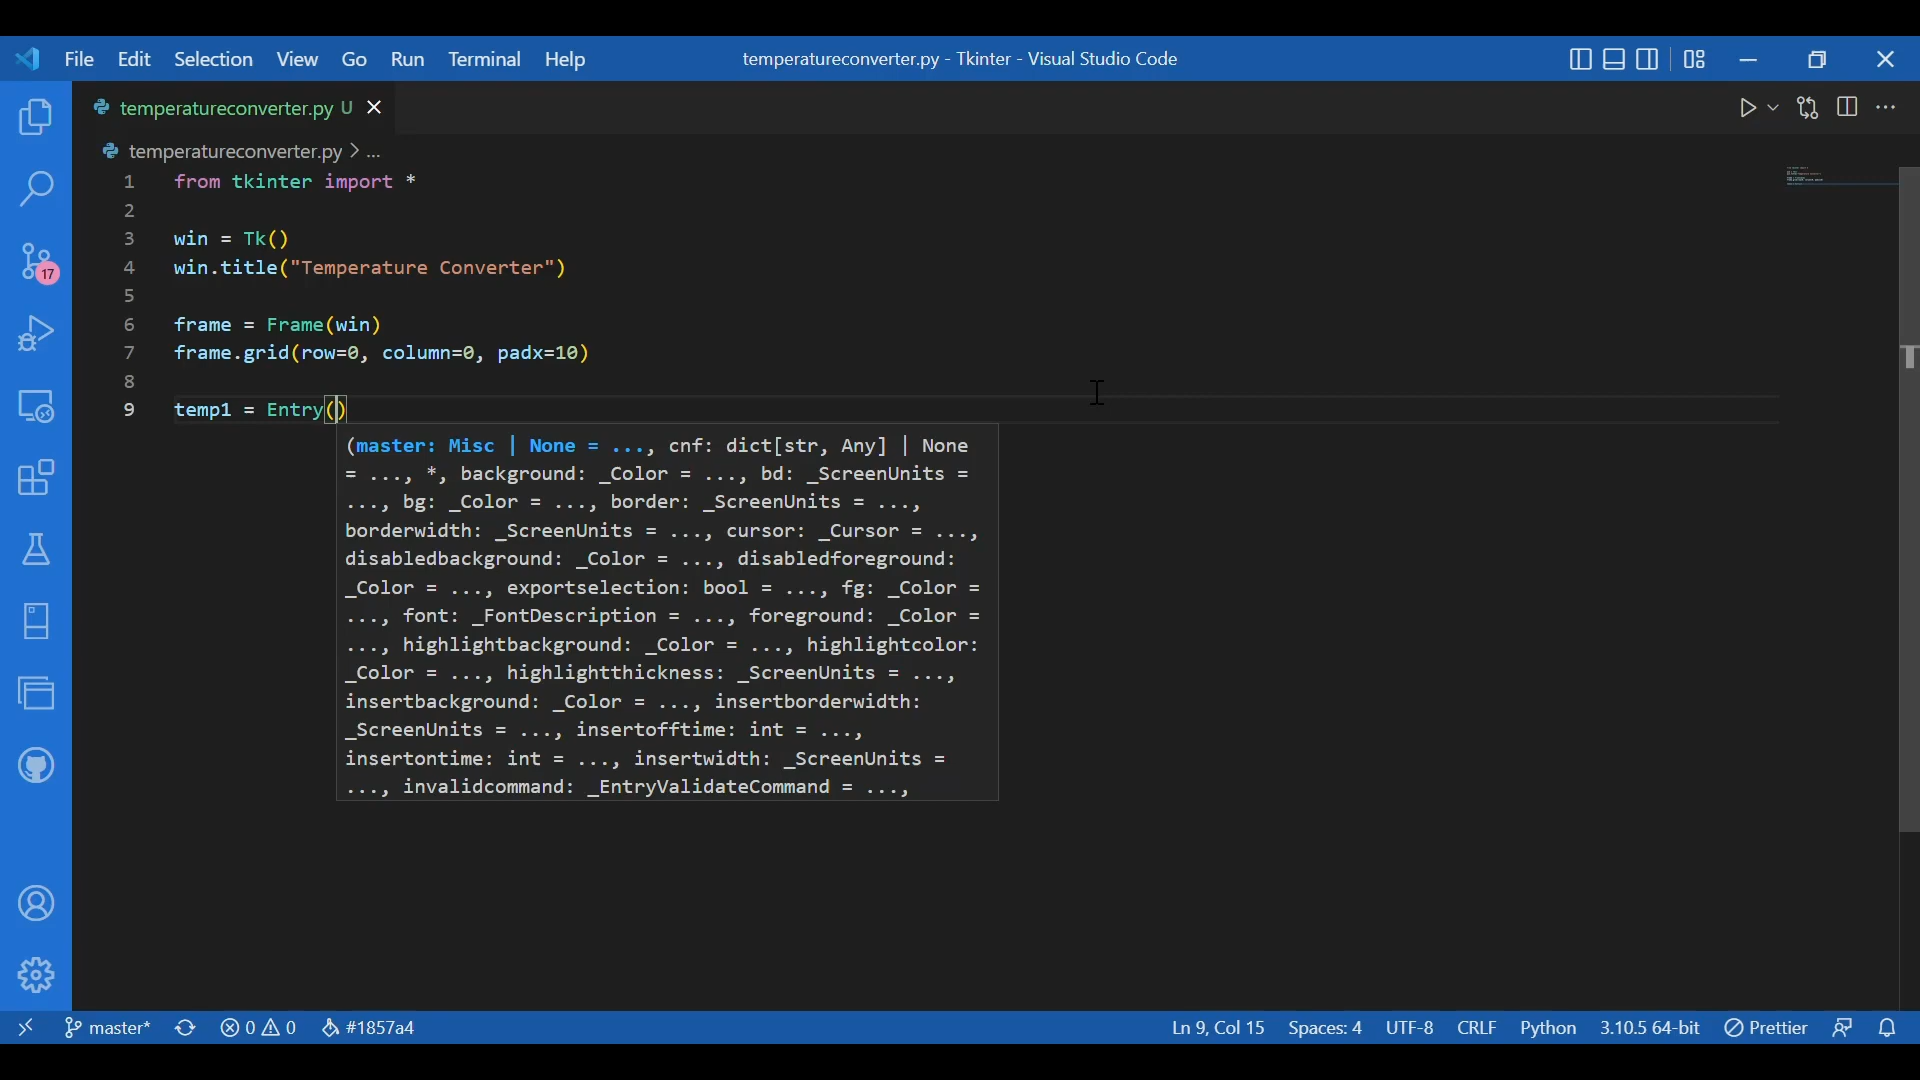 File Edit Selection View Go Run Terminal Help temperatureconverter.py - Tkinter - Visual Studio Code
temperatureconverter.py U
temperatureconverter.py > ...
1 from tkinter import *
2
3 win = Tk()
4 win.title("Temperature Converter")
5
6 frame = Frame(win)
7 frame.grid(row=0, column=0, padx=10)
8
9 temp1 = Entry()
(master: Misc | None = ..., cnf: dict[str, Any] | None
= ..., *, background: _Color = ..., bd: _ScreenUnits =
..., bg: _Color = ..., border: _ScreenUnits = ...,
borderwidth: _ScreenUnits = ..., cursor: _Cursor = ...,
disabledbackground: _Color = ..., disabledforeground:
_Color = ..., exportselection: bool = ..., fg: _Color =
..., font: _FontDescription = ..., foreground: _Color =
..., highlightbackground: _Color = ..., highlightcolor:
_Color = ..., highlightthickness: _ScreenUnits = ...,
insertbackground: _Color = ..., insertborderwidth:
_ScreenUnits = ..., insertofftime: int = ...,
insertontime: int = ..., insertwidth: _ScreenUnits =
..., invalidcommand: _EntryValidateCommand = ...,
17
master* 0 0 #1857a4 Ln 9, Col 15 Spaces: 4 UTF-8 CRLF Python 3.10.5 64-bit Prettier